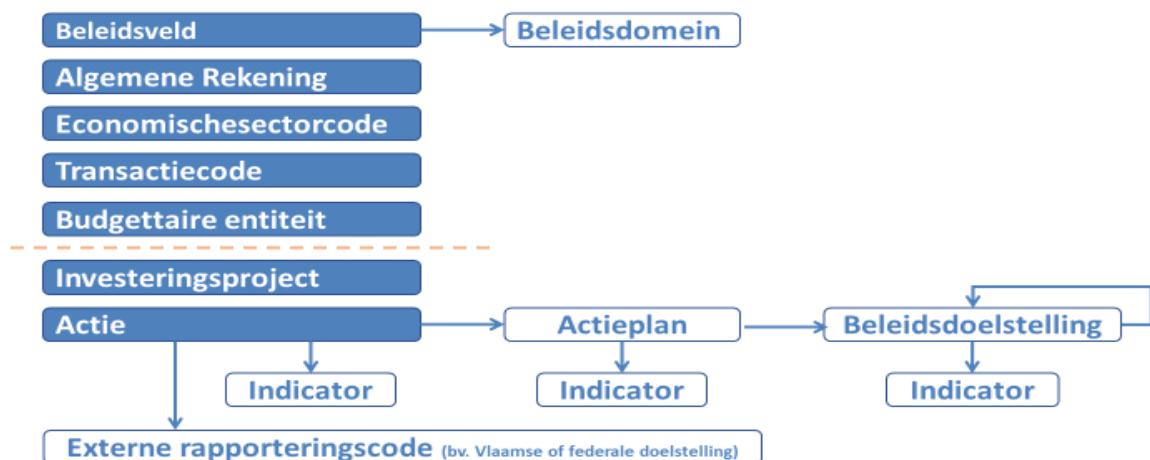 Beleidsveld
Beleidsdomein
Algemene Rekening
Economischesectorcode
Transactiecode
Budgettaire entiteit
Investeringsproject
Actie
Actieplan
Beleidsdoelstelling
Indicator
Indicator
Indicator
Externe rapporteringscode (bv. Vlaamse of federale doelstelling)